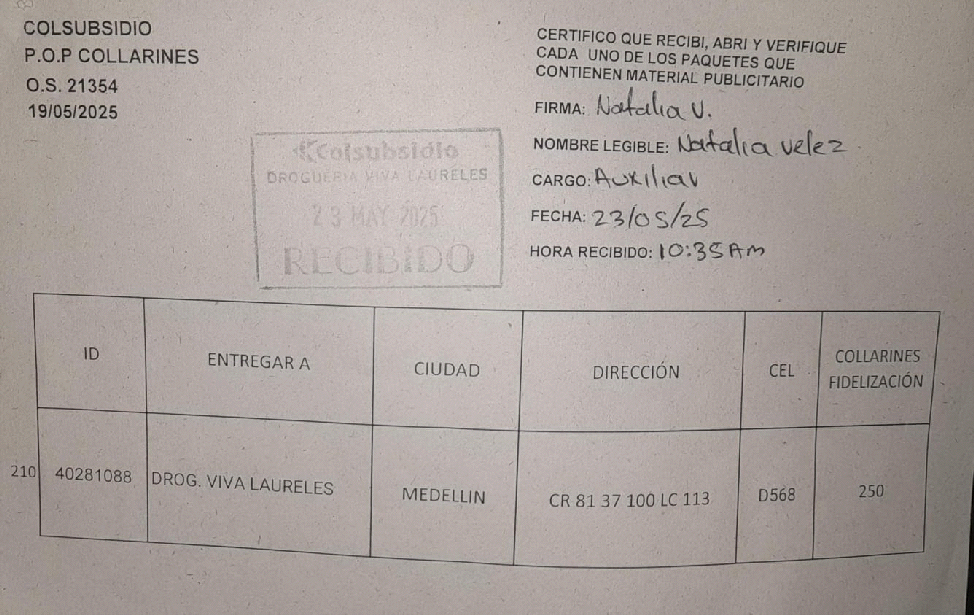 COLSUBSIDIO
P.O.P COLLARINES
O.S. 21354
19/05/2025
CERTIFICO QUE RECIBI, ABRI Y VERIFIQUE
CADA UNO DE LOS PAQUETES QUE
CONTIENEN MATERIAL PUBLICITARIO
FIRMA: Natalia V.
NOMBRE LEGIBLE: Natalia Velez
CARGO: Auxiliar
FECHA: 23/05/25
HORA RECIBIDO: 10:35 AM
Colsubsidio
DROGUERIA VIVA LAURELES
23 MAY 2025
RECIBIDO
ID ENTREGAR A CIUDAD DIRECCIÓN CEL COLLARINES FIDELIZACIÓN
210 40281088 DROG. VIVA LAURELES MEDELLIN CR 81 37 100 LC 113 D568 250